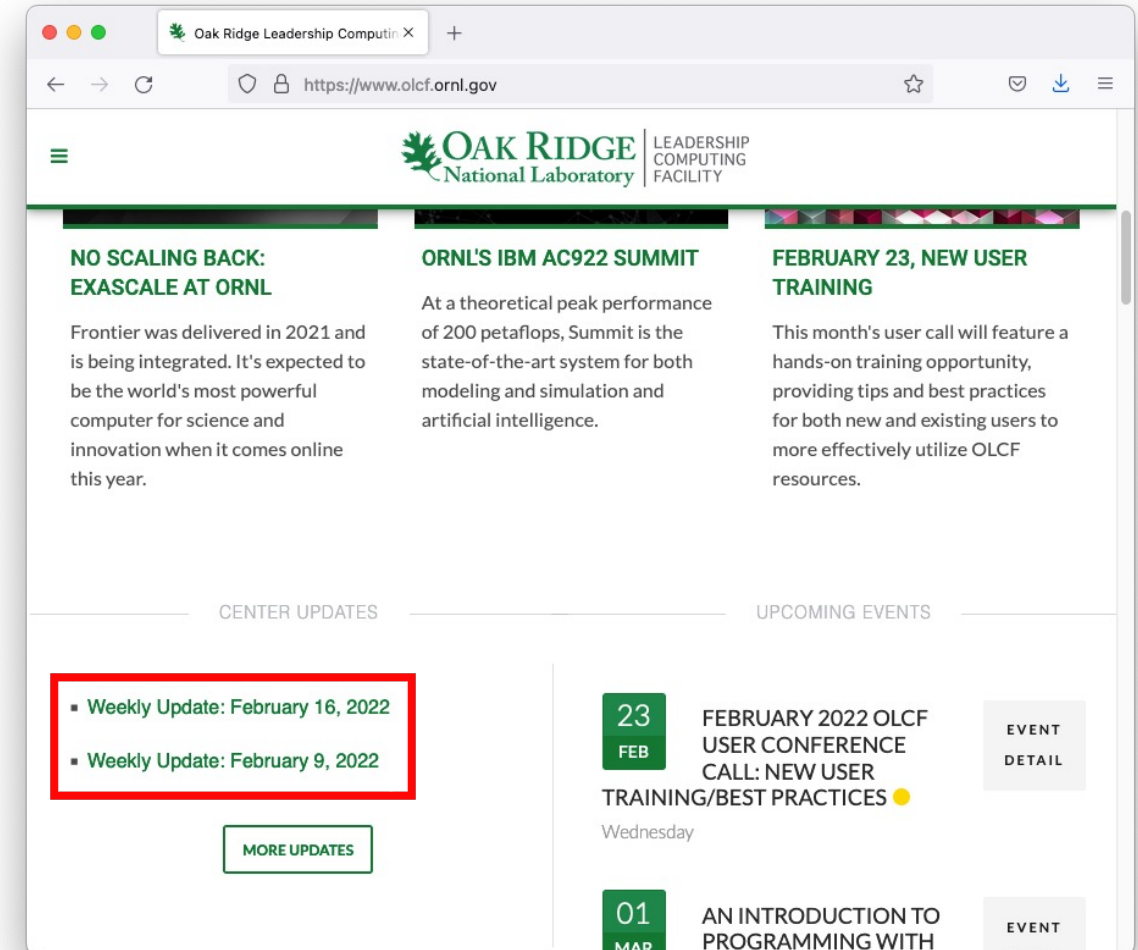 Oak Ridge Leadership Computin
https://www.olcf.ornl.gov
OAK RIDGE
National Laboratory
LEADERSHIP
COMPUTING
FACILITY
NO SCALING BACK:
EXASCALE AT ORNL
Frontier was delivered in 2021 and
is being integrated. It's expected to
be the world's most powerful
computer for science and
innovation when it comes online
this year.
ORNL'S IBM AC922 SUMMIT
At a theoretical peak performance
of 200 petaflops, Summit is the
state-of-the-art system for both
modeling and simulation and
artificial intelligence.
FEBRUARY 23, NEW USER
TRAINING
This month's user call will feature a
hands-on training opportunity,
providing tips and best practices
for both new and existing users to
more effectively utilize OLCF
resources.
CENTER UPDATES
Weekly Update: February 16, 2022
Weekly Update: February 9, 2022
MORE UPDATES
UPCOMING EVENTS
23
FEB
FEBRUARY 2022 OLCF
USER CONFERENCE
CALL: NEW USER
TRAINING/BEST PRACTICES
Wednesday
EVENT
DETAIL
01
MAR
AN INTRODUCTION TO
PROGRAMMING WITH
EVENT